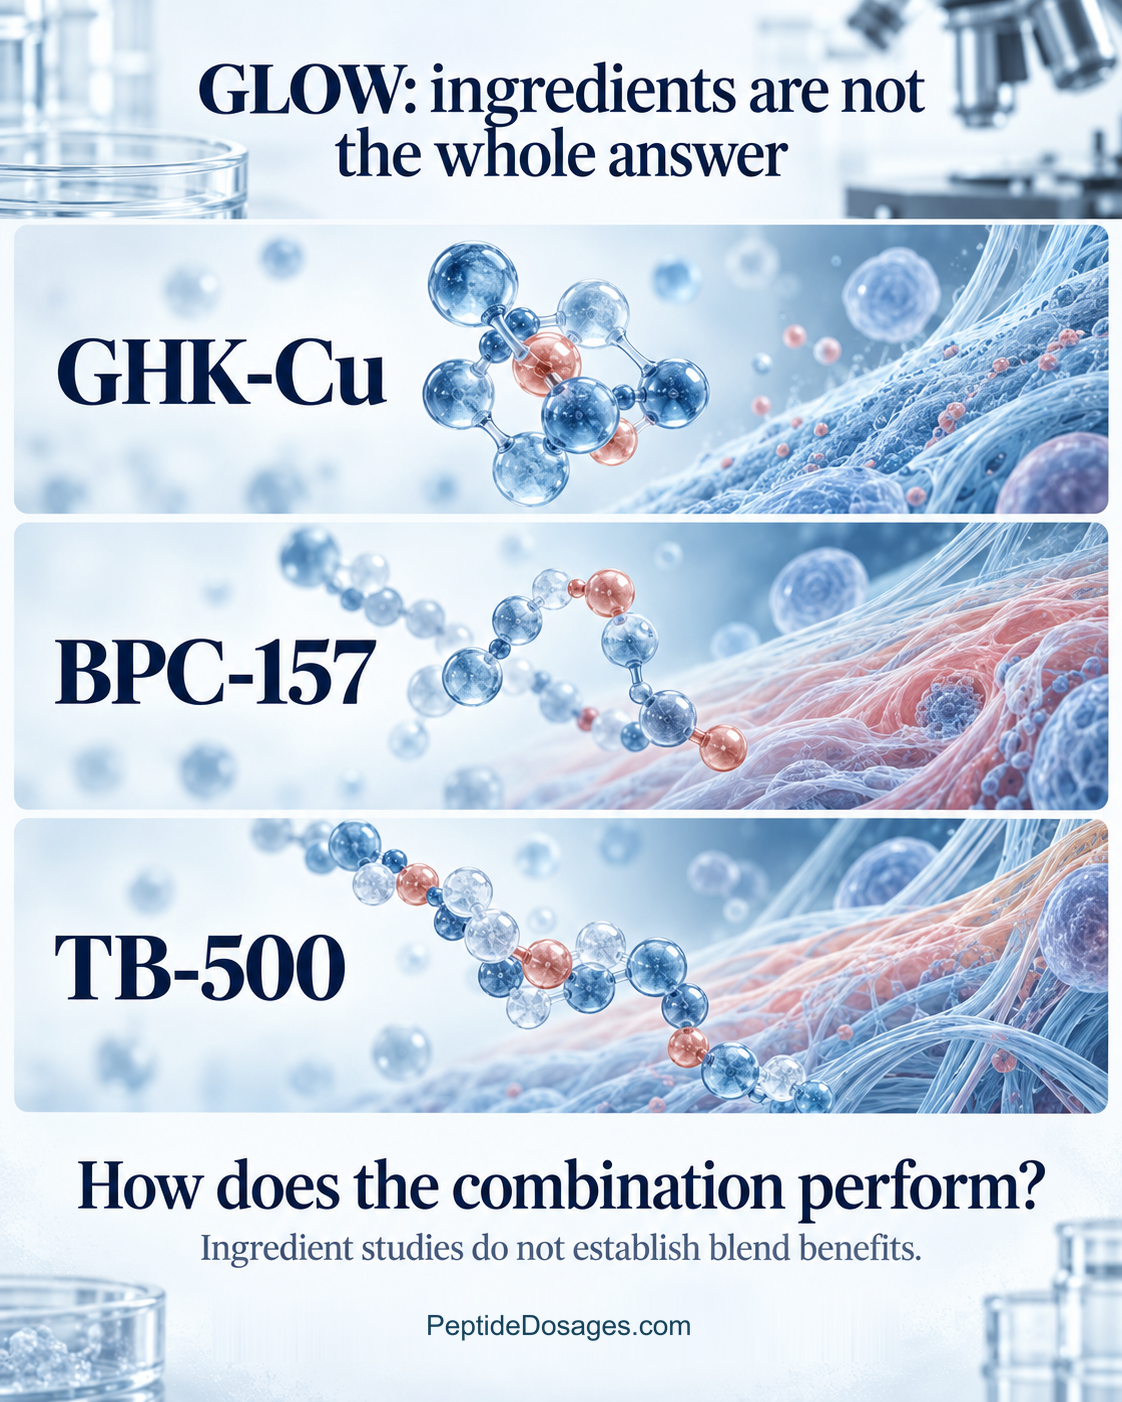 GLOW: ingredients are not
the whole answer
GHK-Cu
BPC-157
TB-500
How does the combination perform?
Ingredient studies do not establish blend benefits.
PeptideDosages.com